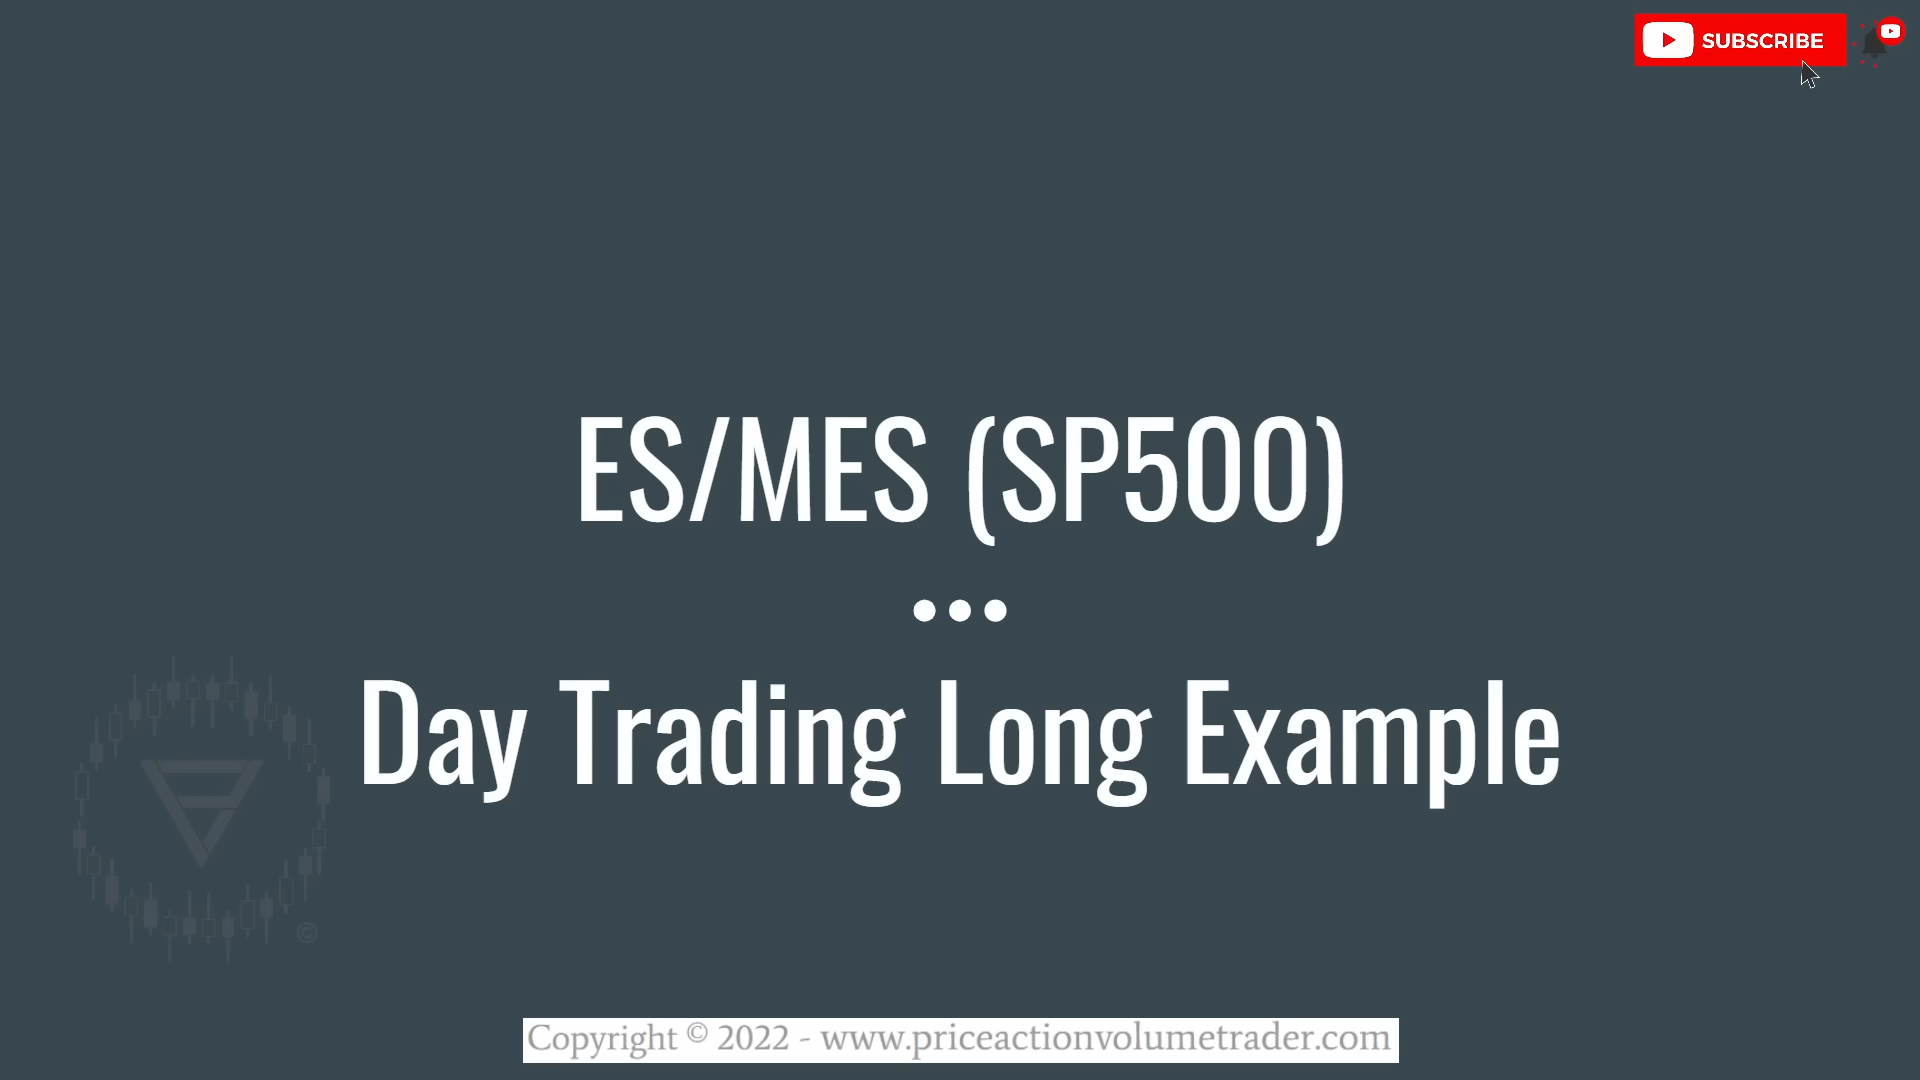 SUBSCRIBE
ES/MES (SP500)
Day Trading Long Example
©
Copyright © 2022 - www.priceactionvolumetrader.com